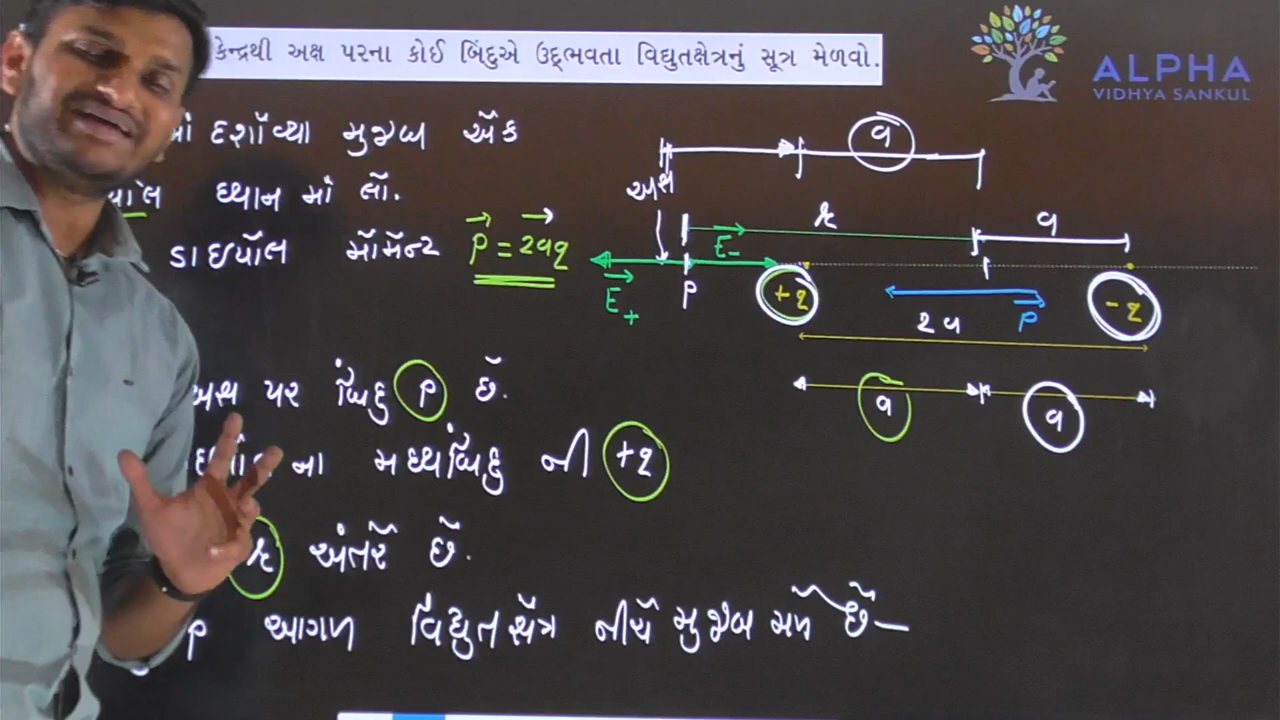 કેન્દ્રથી અક્ષ પરના કોઈ બિંદુએ ઉદ્ભવતા વિદ્યુતક્ષેત્રનું સૂત્ર મેળવો.
ALPHA
VIDHYA SANKUL
દર્શાવ્યા મુજબ એક
ધ્યાન માં લો.
ડાઇપોલ મોમેન્ટ P = 2aq
અક્ષ પર બિંદુ P છે.
ના મધ્યબિંદુ ની +q
r અંતરે છે.
P આગળ વિદ્યુતક્ષેત્ર નીચે મુજબ મળે છે–
a
અક્ષ
r
a
E-
E+
P
+q
-q
2a
P
a
a